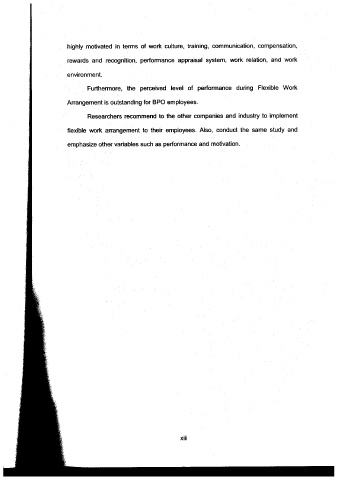 highly motivated in terms of work culture, training, communication, compensation,
rewards and recognition, performance appraisal system, work relation, and work
environment.
Furthermore, the perceived level of performance during Flexible Work
Arrangement is outstanding for BPO employees.
Researchers recommend to the other companies and industry to implement
flexible work arrangement to their employees. Also, conduct the same study and
emphasize other variables such as performance and motivation.
xiii